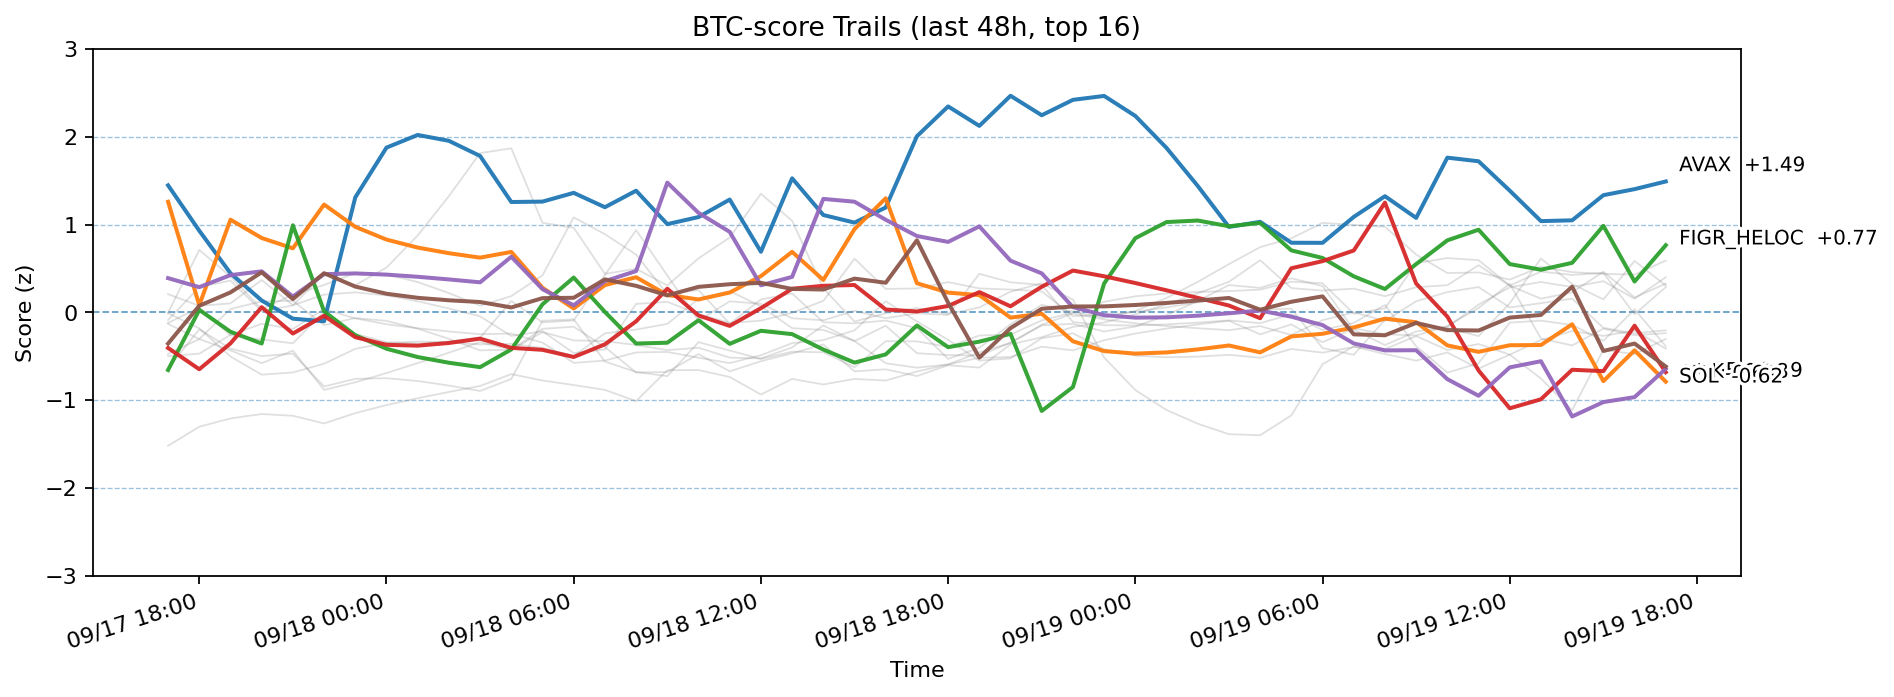 BTC-score Trails (last 48h, top 16)
Score (z)
3
2
1
0
−1
−2
−3
AVAX +1.49
FIGR_HELOC +0.77
SOL -0.62
09/17 18:00
09/18 00:00
09/18 06:00
09/18 12:00
09/18 18:00
09/19 00:00
09/19 06:00
09/19 12:00
09/19 18:00
Time